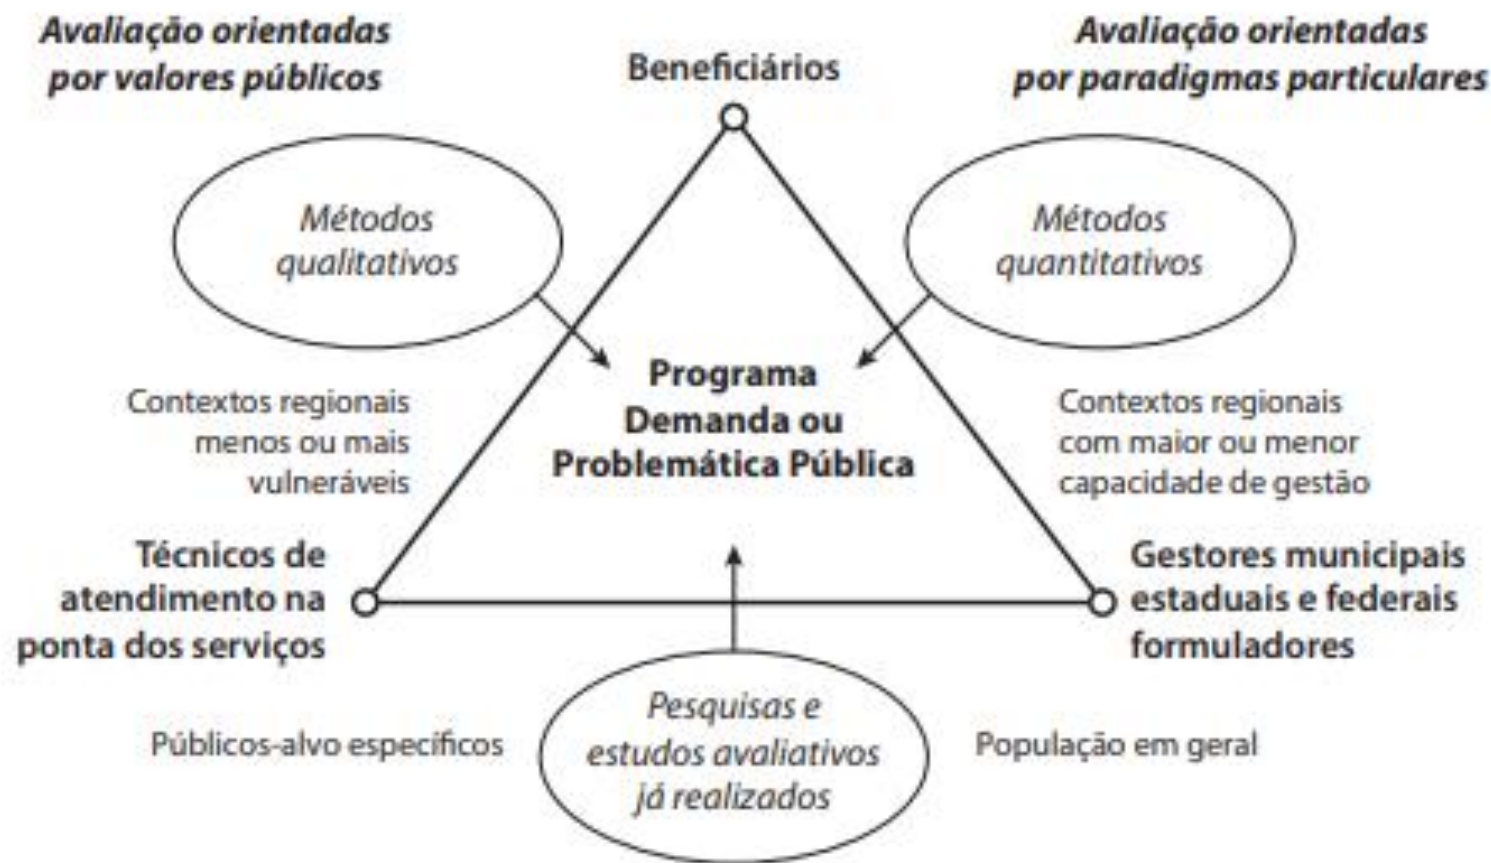 Avaliação orientadas
por valores públicos
Beneficiários
Avaliação orientadas
por paradigmas particulares
Métodos
qualitativos
Métodos
quantitativos
Programa
Demanda ou
Problemática Pública
Contextos regionais
menos ou mais
vulneráveis
Contextos regionais
com maior ou menor
capacidade de gestão
Técnicos de
atendimento na
ponta dos serviços
Gestores municipais
estaduais e federais
formuladores
Públicos-alvo específicos
Pesquisas e
estudos avaliativos
já realizados
População em geral